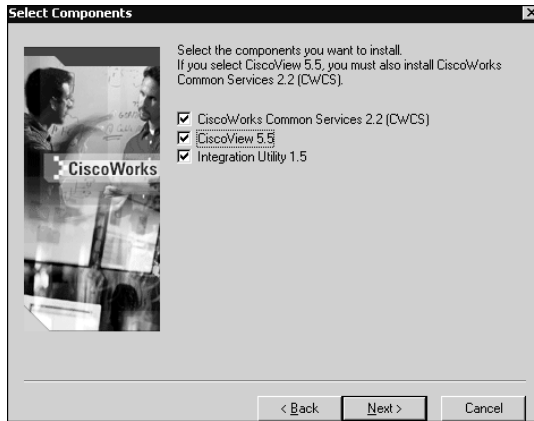 Select Components
Select the components you want to install.
If you select CiscoView 5.5, you must also install CiscoWorks
Common Services 2.2 (CWCS).
CiscoWorks Common Services 2.2 (CWCS)
CiscoView 5.5
Integration Utility 1.5
CiscoWorks
< Back
Next >
Cancel